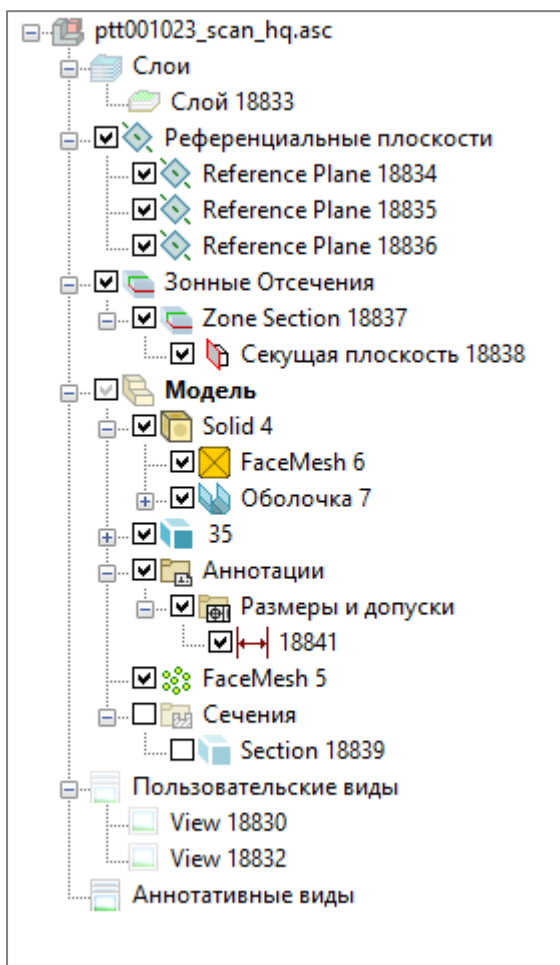 ptt001023_scan_hq.asc
Слои
Слой 18833
Референциальные плоскости
Reference Plane 18834
Reference Plane 18835
Reference Plane 18836
Зонные Отсечения
Zone Section 18837
Секущая плоскость 18838
Модель
Solid 4
FaceMesh 6
Оболочка 7
35
Аннотации
Размеры и допуски
18841
FaceMesh 5
Сечения
Section 18839
Пользовательские виды
View 18830
View 18832
Аннотативные виды